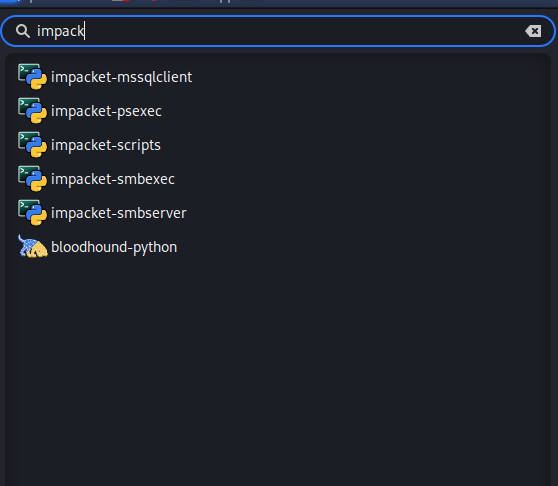 impack
impacket-mssqlclient
impacket-psexec
impacket-scripts
impacket-smbexec
impacket-smbserver
bloodhound-python